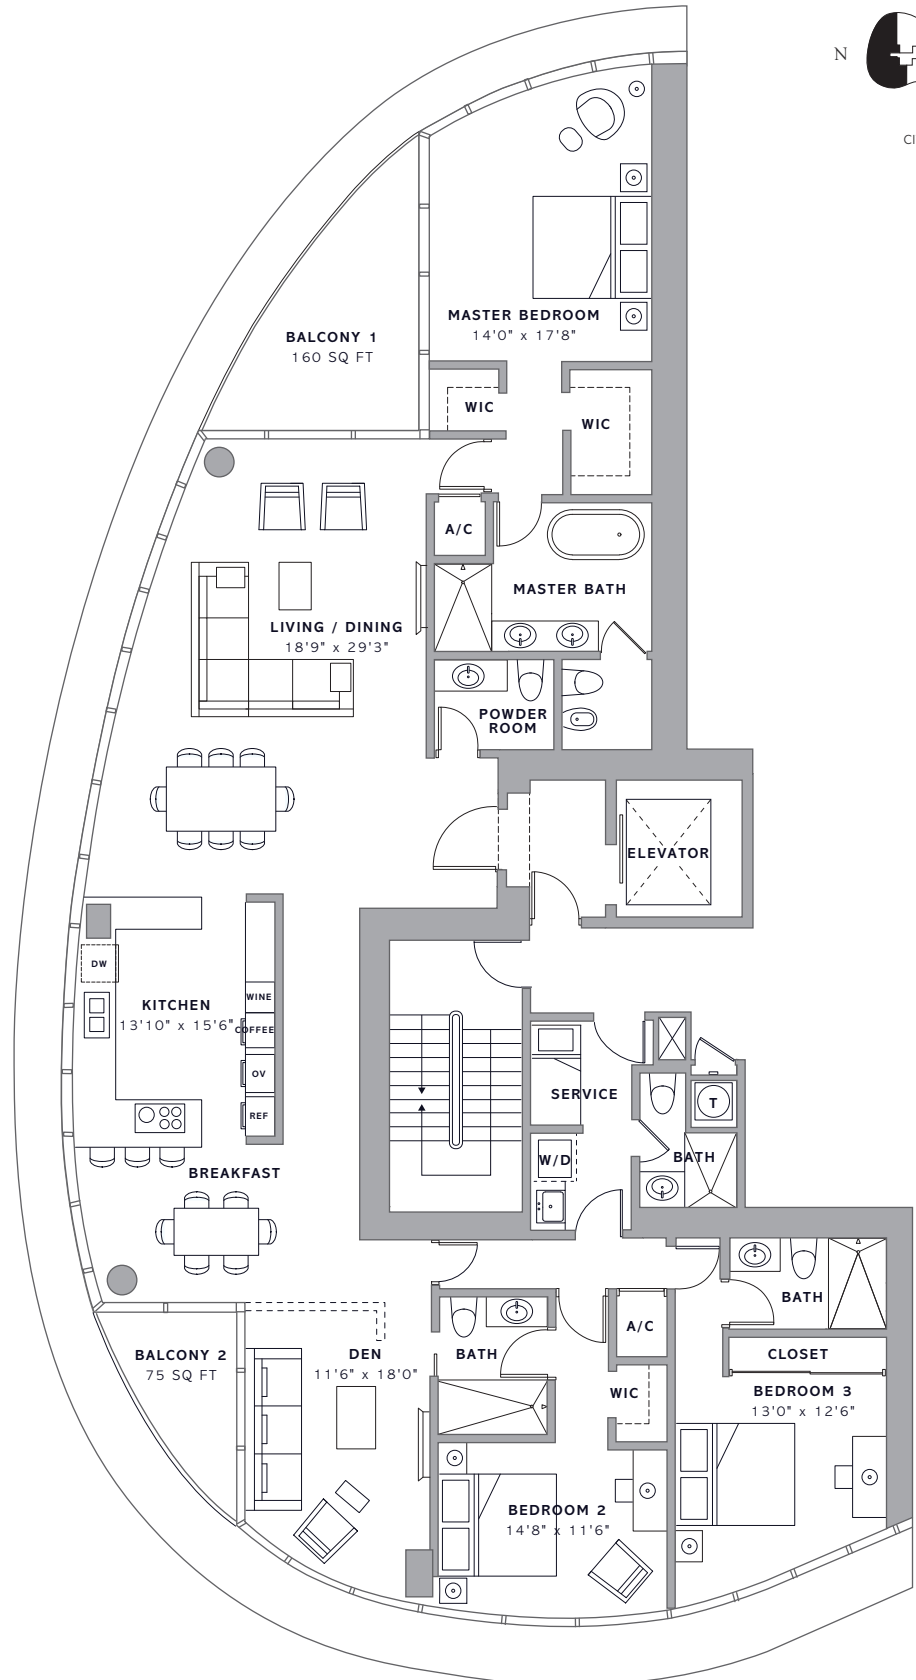 N
CI
MASTER BEDROOM
14'0" x 17'8"
BALCONY 1
160 SQ FT
WIC
WIC
A/C
MASTER BATH
LIVING / DINING
18'9" x 29'3"
POWDER
ROOM
ELEVATOR
DW
WINE
KITCHEN
13'10" x 15'6"
COFFEE
OV
REF
SERVICE
T
W/D
BATH
BREAKFAST
BATH
A/C
BALCONY 2
75 SQ FT
DEN
11'6" x 18'0"
BATH
CLOSET
WIC
BEDROOM 3
13'0" x 12'6"
BEDROOM 2
14'8" x 11'6"